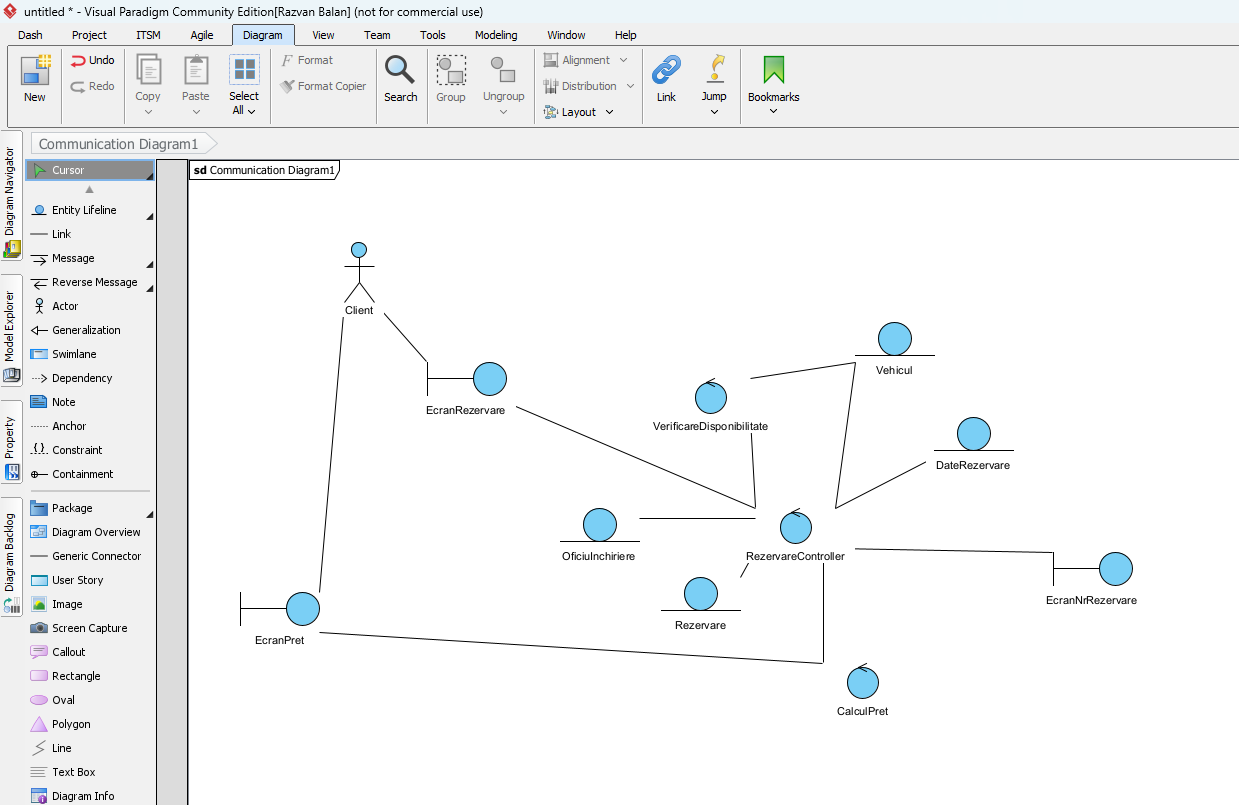 untitled * - Visual Paradigm Community Edition[Razvan Balan] (not for commercial use)
Dash Project ITSM Agile Diagram View Team Tools Modeling Window Help
New
Undo
Redo
Copy
Paste
Select
All
Format
Format Copier
Search
Group
Ungroup
Alignment
Distribution
Layout
Link
Jump
Bookmarks
Communication Diagram1
Diagram Navigator
Model Explorer
Property
Diagram Backlog
Cursor
Entity Lifeline
Link
Message
Reverse Message
Actor
Generalization
Swimlane
Dependency
Note
Anchor
Constraint
Containment
Package
Diagram Overview
Generic Connector
User Story
Image
Screen Capture
Callout
Rectangle
Oval
Polygon
Line
Text Box
Diagram Info
sd Communication Diagram1
Client
Vehicul
EcranRezervare
VerificareDisponibilitate
DateRezervare
OficiuInchiriere
RezervareController
EcranNrRezervare
Rezervare
EcranPret
CalculPret